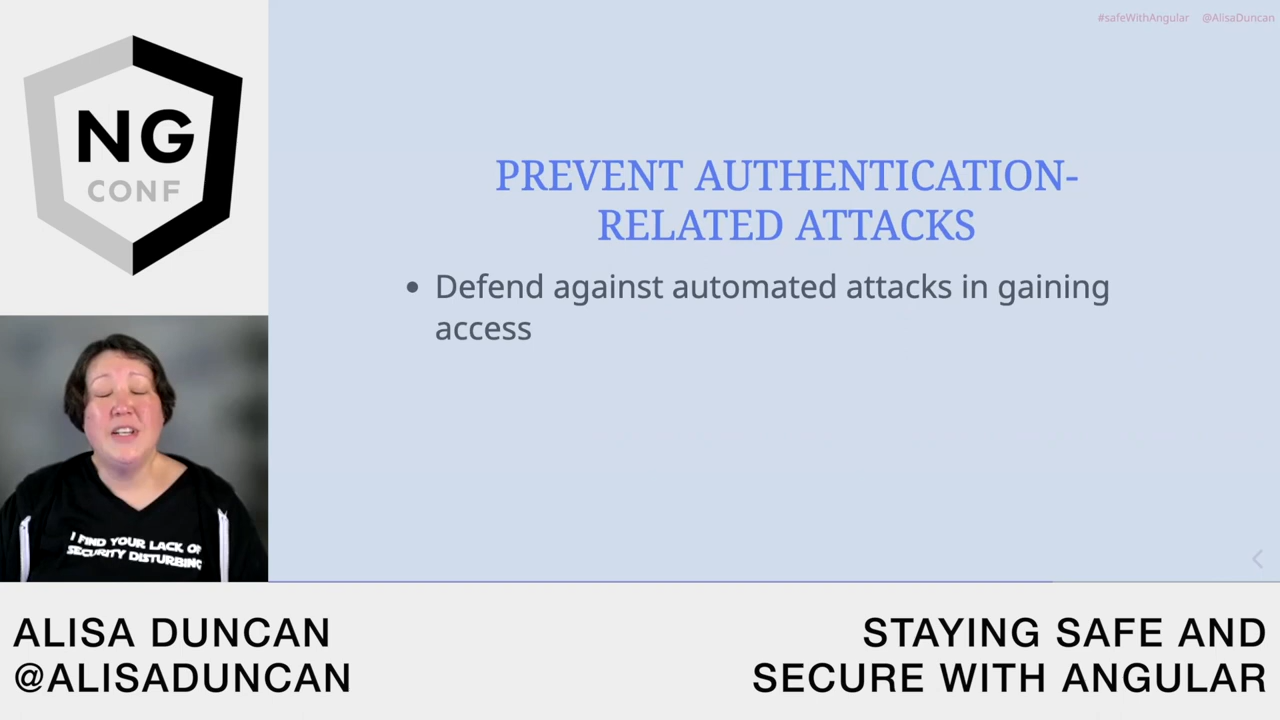 #safeWithAngular @AlisaDuncan
NG
CONF
PREVENT AUTHENTICATION-
RELATED ATTACKS
• Defend against automated attacks in gaining
access
I FIND YOUR LACK OF
SECURITY DISTURBING
ALISA DUNCAN
@ALISADUNCAN
STAYING SAFE AND
SECURE WITH ANGULAR